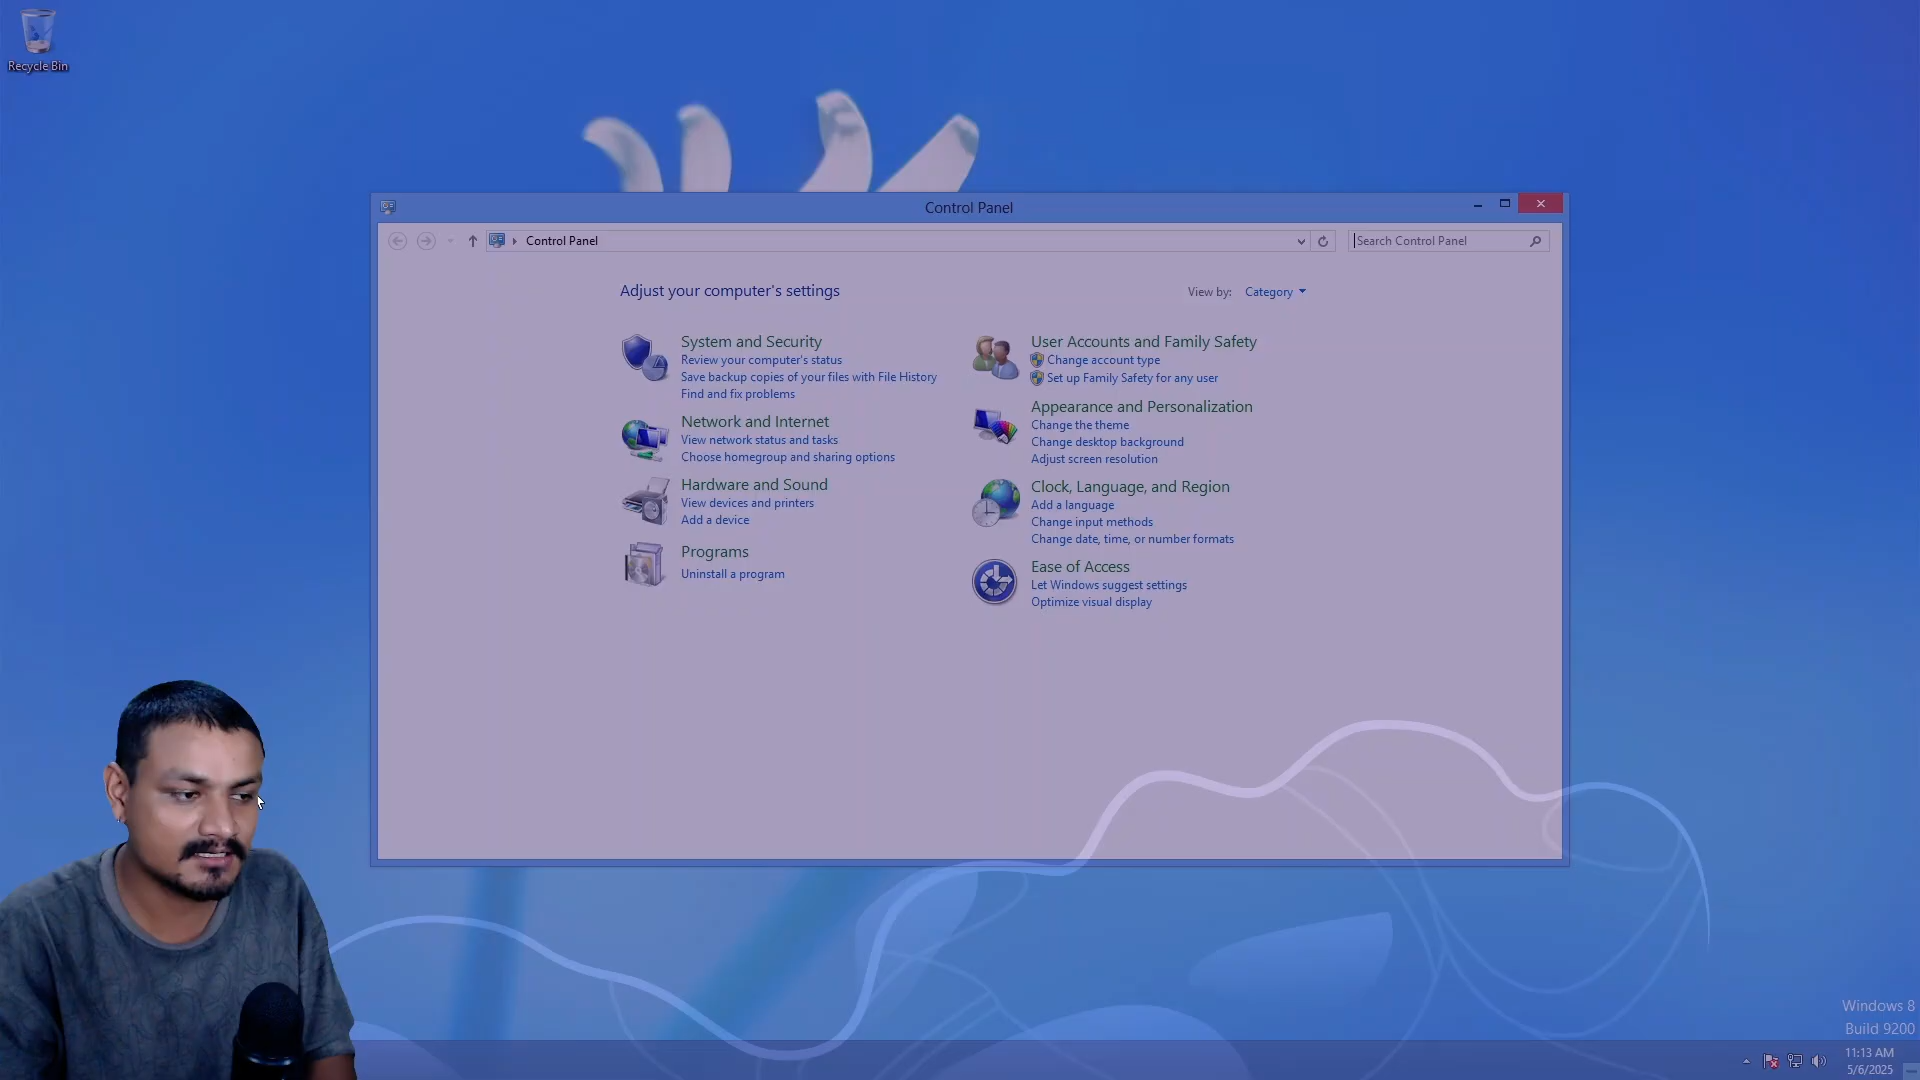 Recycle Bin
Control Panel
Control Panel
Search Control Panel
Adjust your computer's settings
View by: Category
System and Security
Review your computer's status
Save backup copies of your files with File History
Find and fix problems
Network and Internet
View network status and tasks
Choose homegroup and sharing options
Hardware and Sound
View devices and printers
Add a device
Programs
Uninstall a program
User Accounts and Family Safety
Change account type
Set up Family Safety for any user
Appearance and Personalization
Change the theme
Change desktop background
Adjust screen resolution
Clock, Language, and Region
Add a language
Change input methods
Change date, time, or number formats
Ease of Access
Let Windows suggest settings
Optimize visual display
Windows 8
Build 9200
11:13 AM
5/6/2025